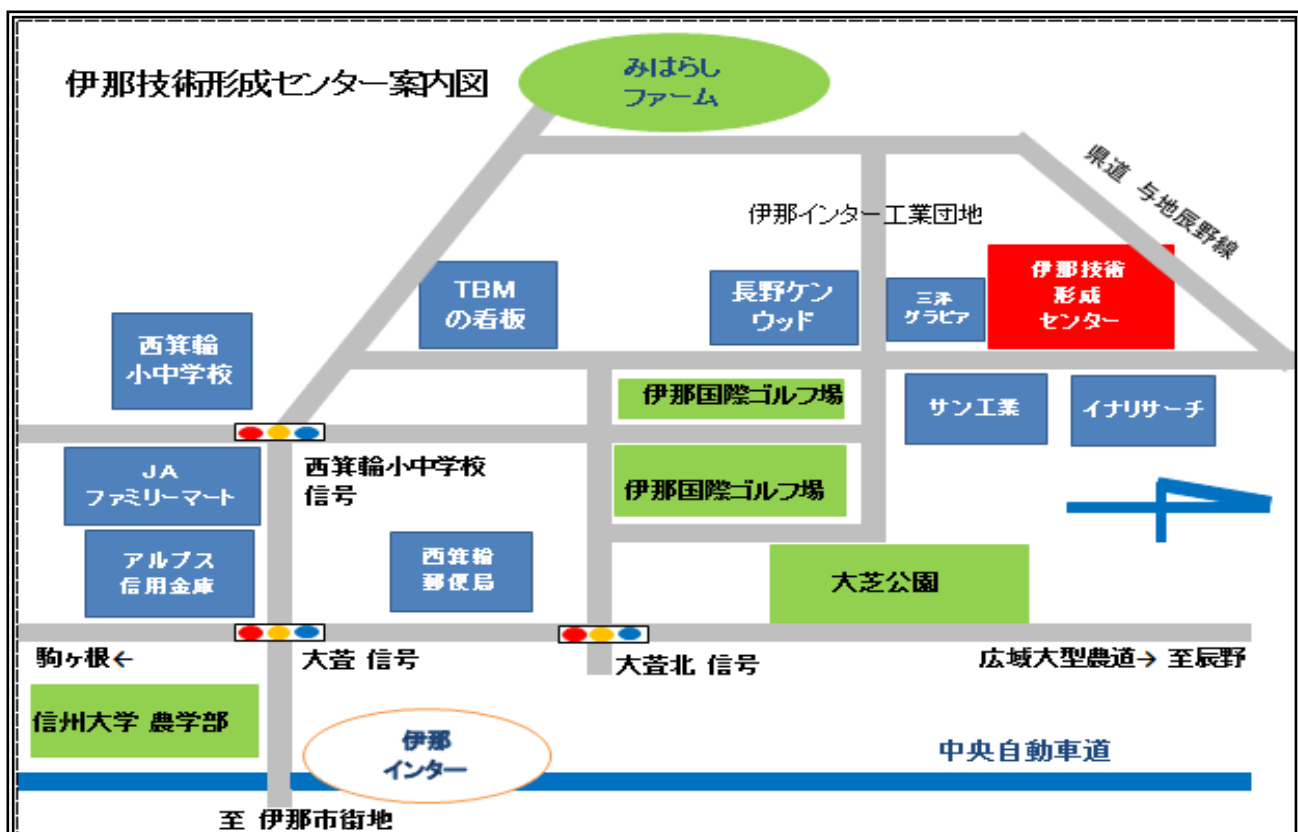 伊那技術形成センター案内図
みはらし
ファーム
県道 与地辰野線
伊那インター工業団地
TBM
の看板
長野ケン
ウッド
三洋
グラビア
伊那技術
形成
センター
西箕輪
小中学校
伊那国際ゴルフ場
サン工業
イナリサーチ
JA
ファミリーマート
西箕輪小中学校
信号
伊那国際ゴルフ場
アルプス
信用金庫
西箕輪
郵便局
大芝公園
駒ヶ根←
大萱 信号
大萱北 信号
広域大型農道→ 至辰野
信州大学 農学部
伊那
インター
中央自動車道
至 伊那市街地